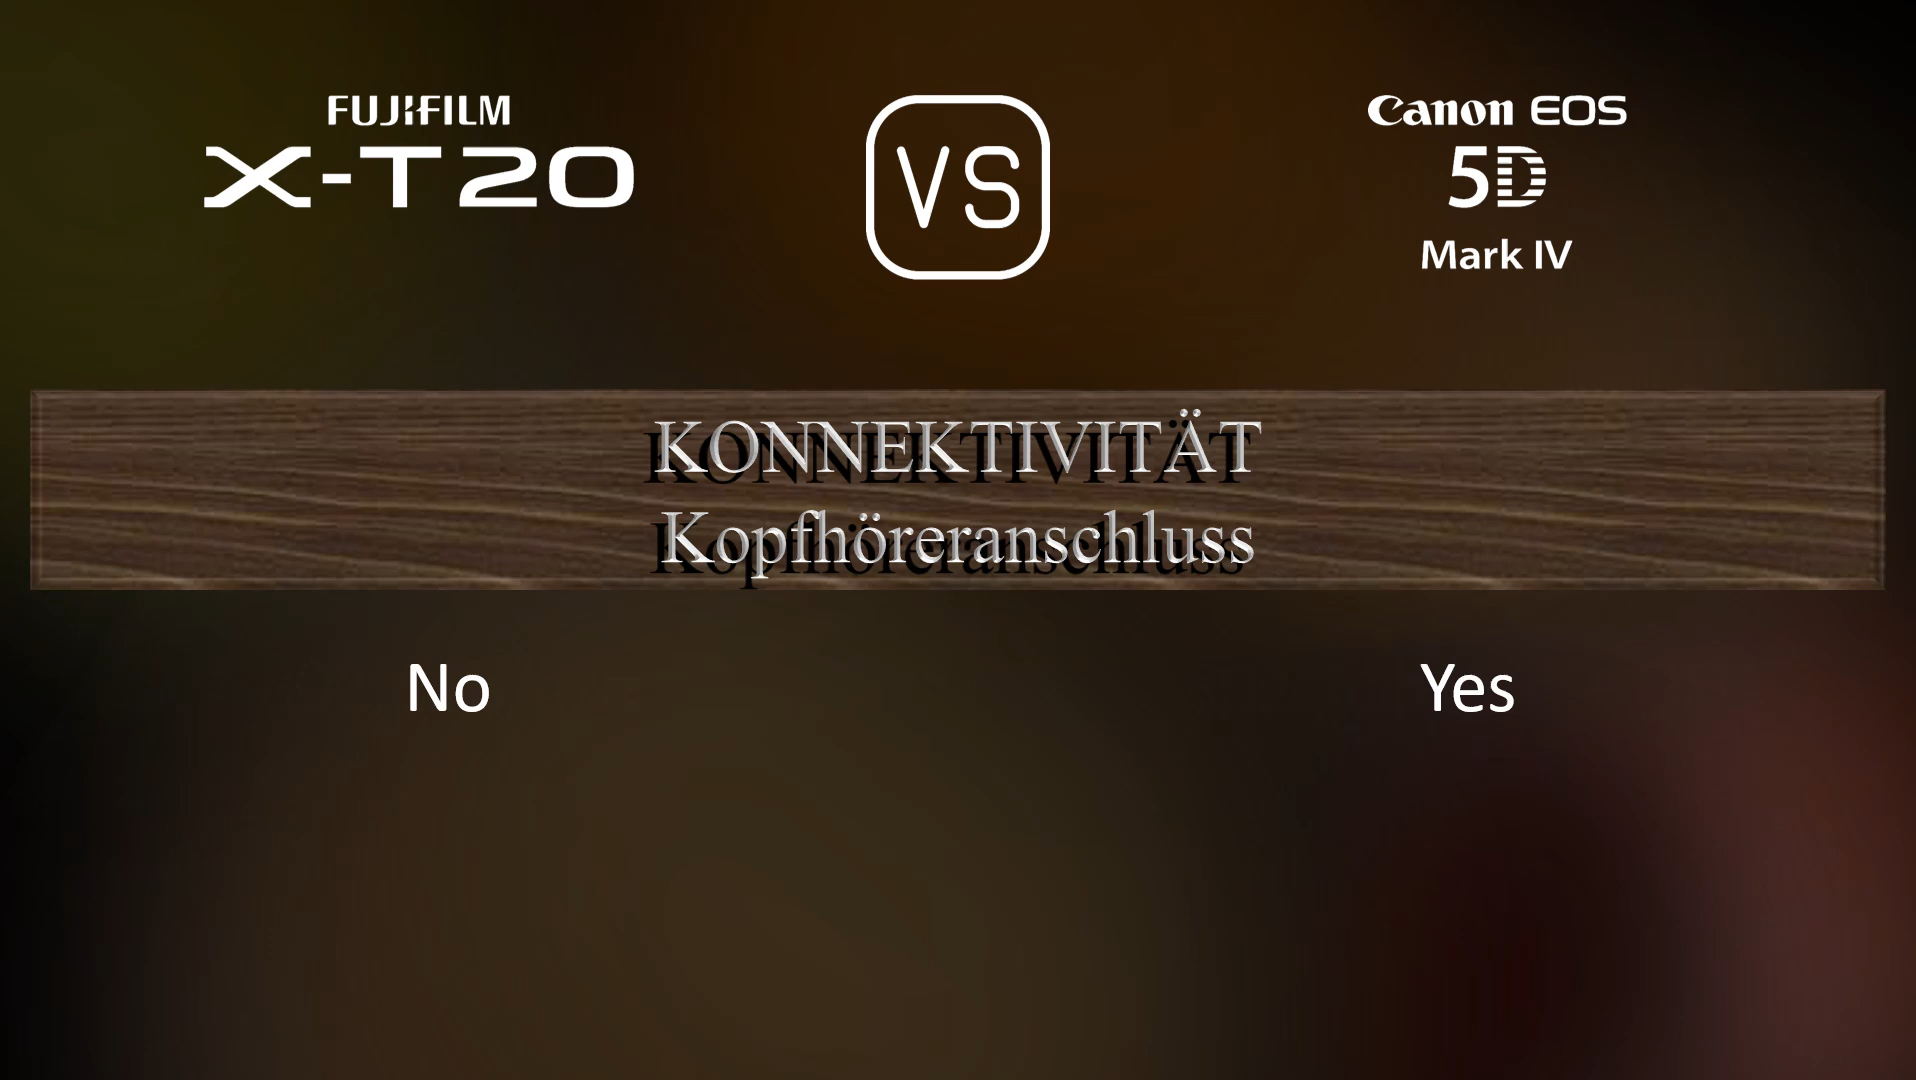 FUJIFILM
X-T20
VS
Canon EOS
5D
Mark IV
KONNEKTIVITÄT
Kopfhöreranschluss
No
Yes